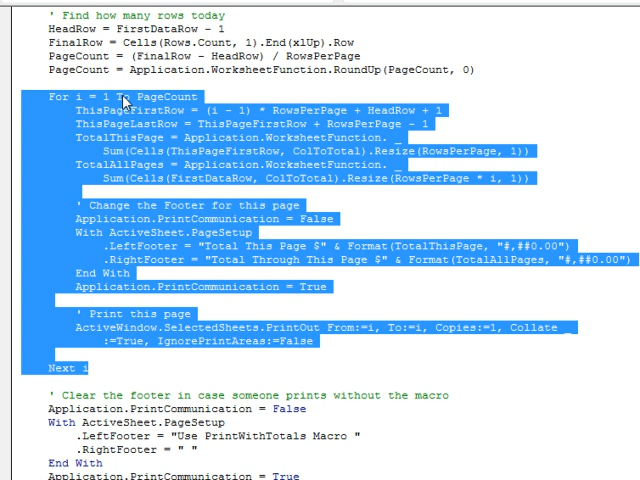 ' Find how many rows today
HeadRow = FirstDataRow - 1
FinalRow = Cells(Rows.Count, 1).End(xlUp).Row
PageCount = (FinalRow - HeadRow) / RowsPerPage
PageCount = Application.WorksheetFunction.RoundUp(PageCount, 0)
For i = 1 To PageCount
ThisPageFirstRow = (i - 1) * RowsPerPage + HeadRow + 1
ThisPageLastRow = ThisPageFirstRow + RowsPerPage - 1
TotalThisPage = Application.WorksheetFunction. _
Sum(Cells(ThisPageFirstRow, ColToTotal).Resize(RowsPerPage, 1))
TotalAllPages = Application.WorksheetFunction. _
Sum(Cells(FirstDataRow, ColToTotal).Resize(RowsPerPage * i, 1))
' Change the Footer for this page
Application.PrintCommunication = False
With ActiveSheet.PageSetup
.LeftFooter = "Total This Page $" & Format(TotalThisPage, "#,##0.00")
.RightFooter = "Total Through This Page $" & Format(TotalAllPages, "#,##0.00")
End With
Application.PrintCommunication = True
' Print this page
ActiveWindow.SelectedSheets.PrintOut From:=i, To:=i, Copies:=1, Collate _
:=True, IgnorePrintAreas:=False
Next i
' Clear the footer in case someone prints without the macro
Application.PrintCommunication = False
With ActiveSheet.PageSetup
.LeftFooter = "Use PrintWithTotals Macro "
.RightFooter = " "
End With
Application.PrintCommunication = True